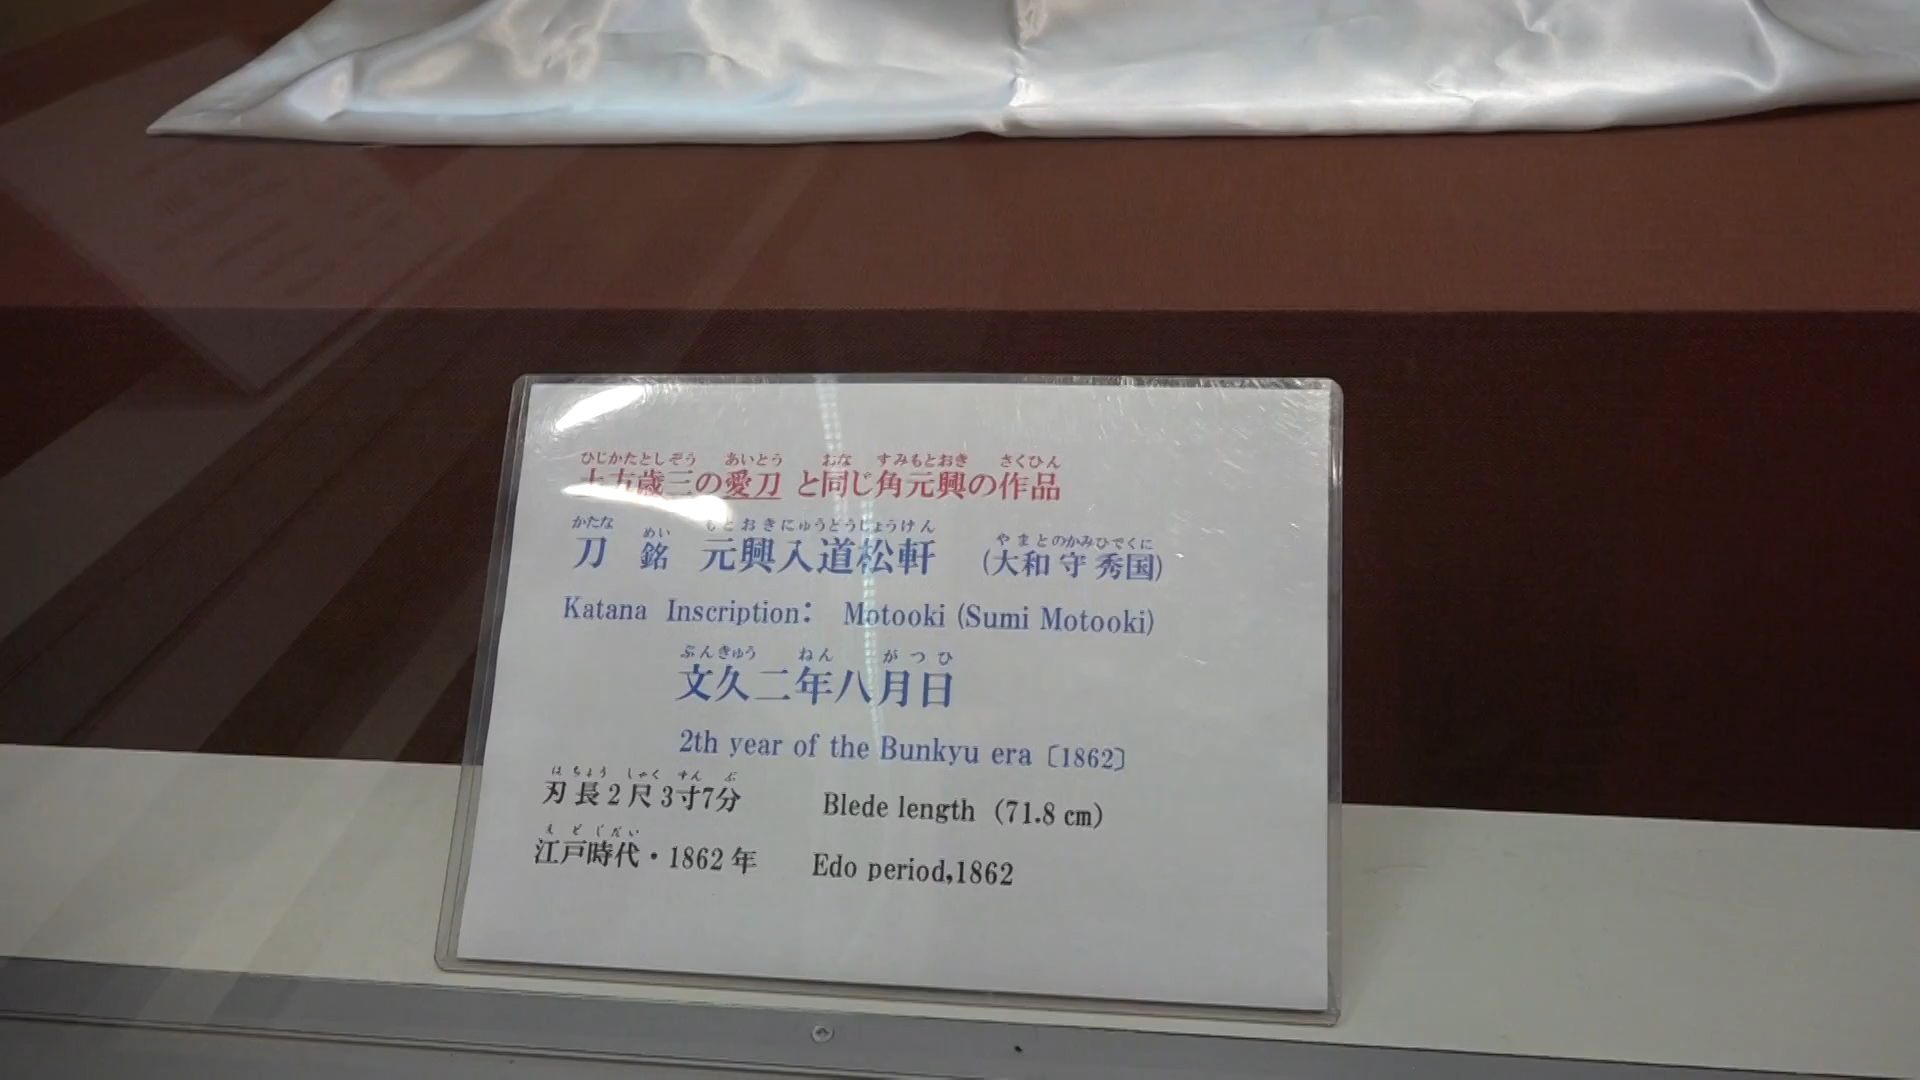 ひじかたとしぞう あいとう おな すみもとおき さくひん
土方歳三の愛刀 と同じ角元興の作品
かたな めい もとおきにゅうどうしょうけん やまとのかみひでくに
刀 銘 元興入道松軒 (大和守秀国)
Katana Inscription: Motooki (Sumi Motooki)
ぶんきゅう ねん がつひ
文久二年八月日
2th year of the Bunkyu era〔1862〕
はちょう しゃく すん ぶ
刃長2尺3寸7分 Blede length (71.8 cm)
えどじだい
江戸時代・1862年 Edo period,1862